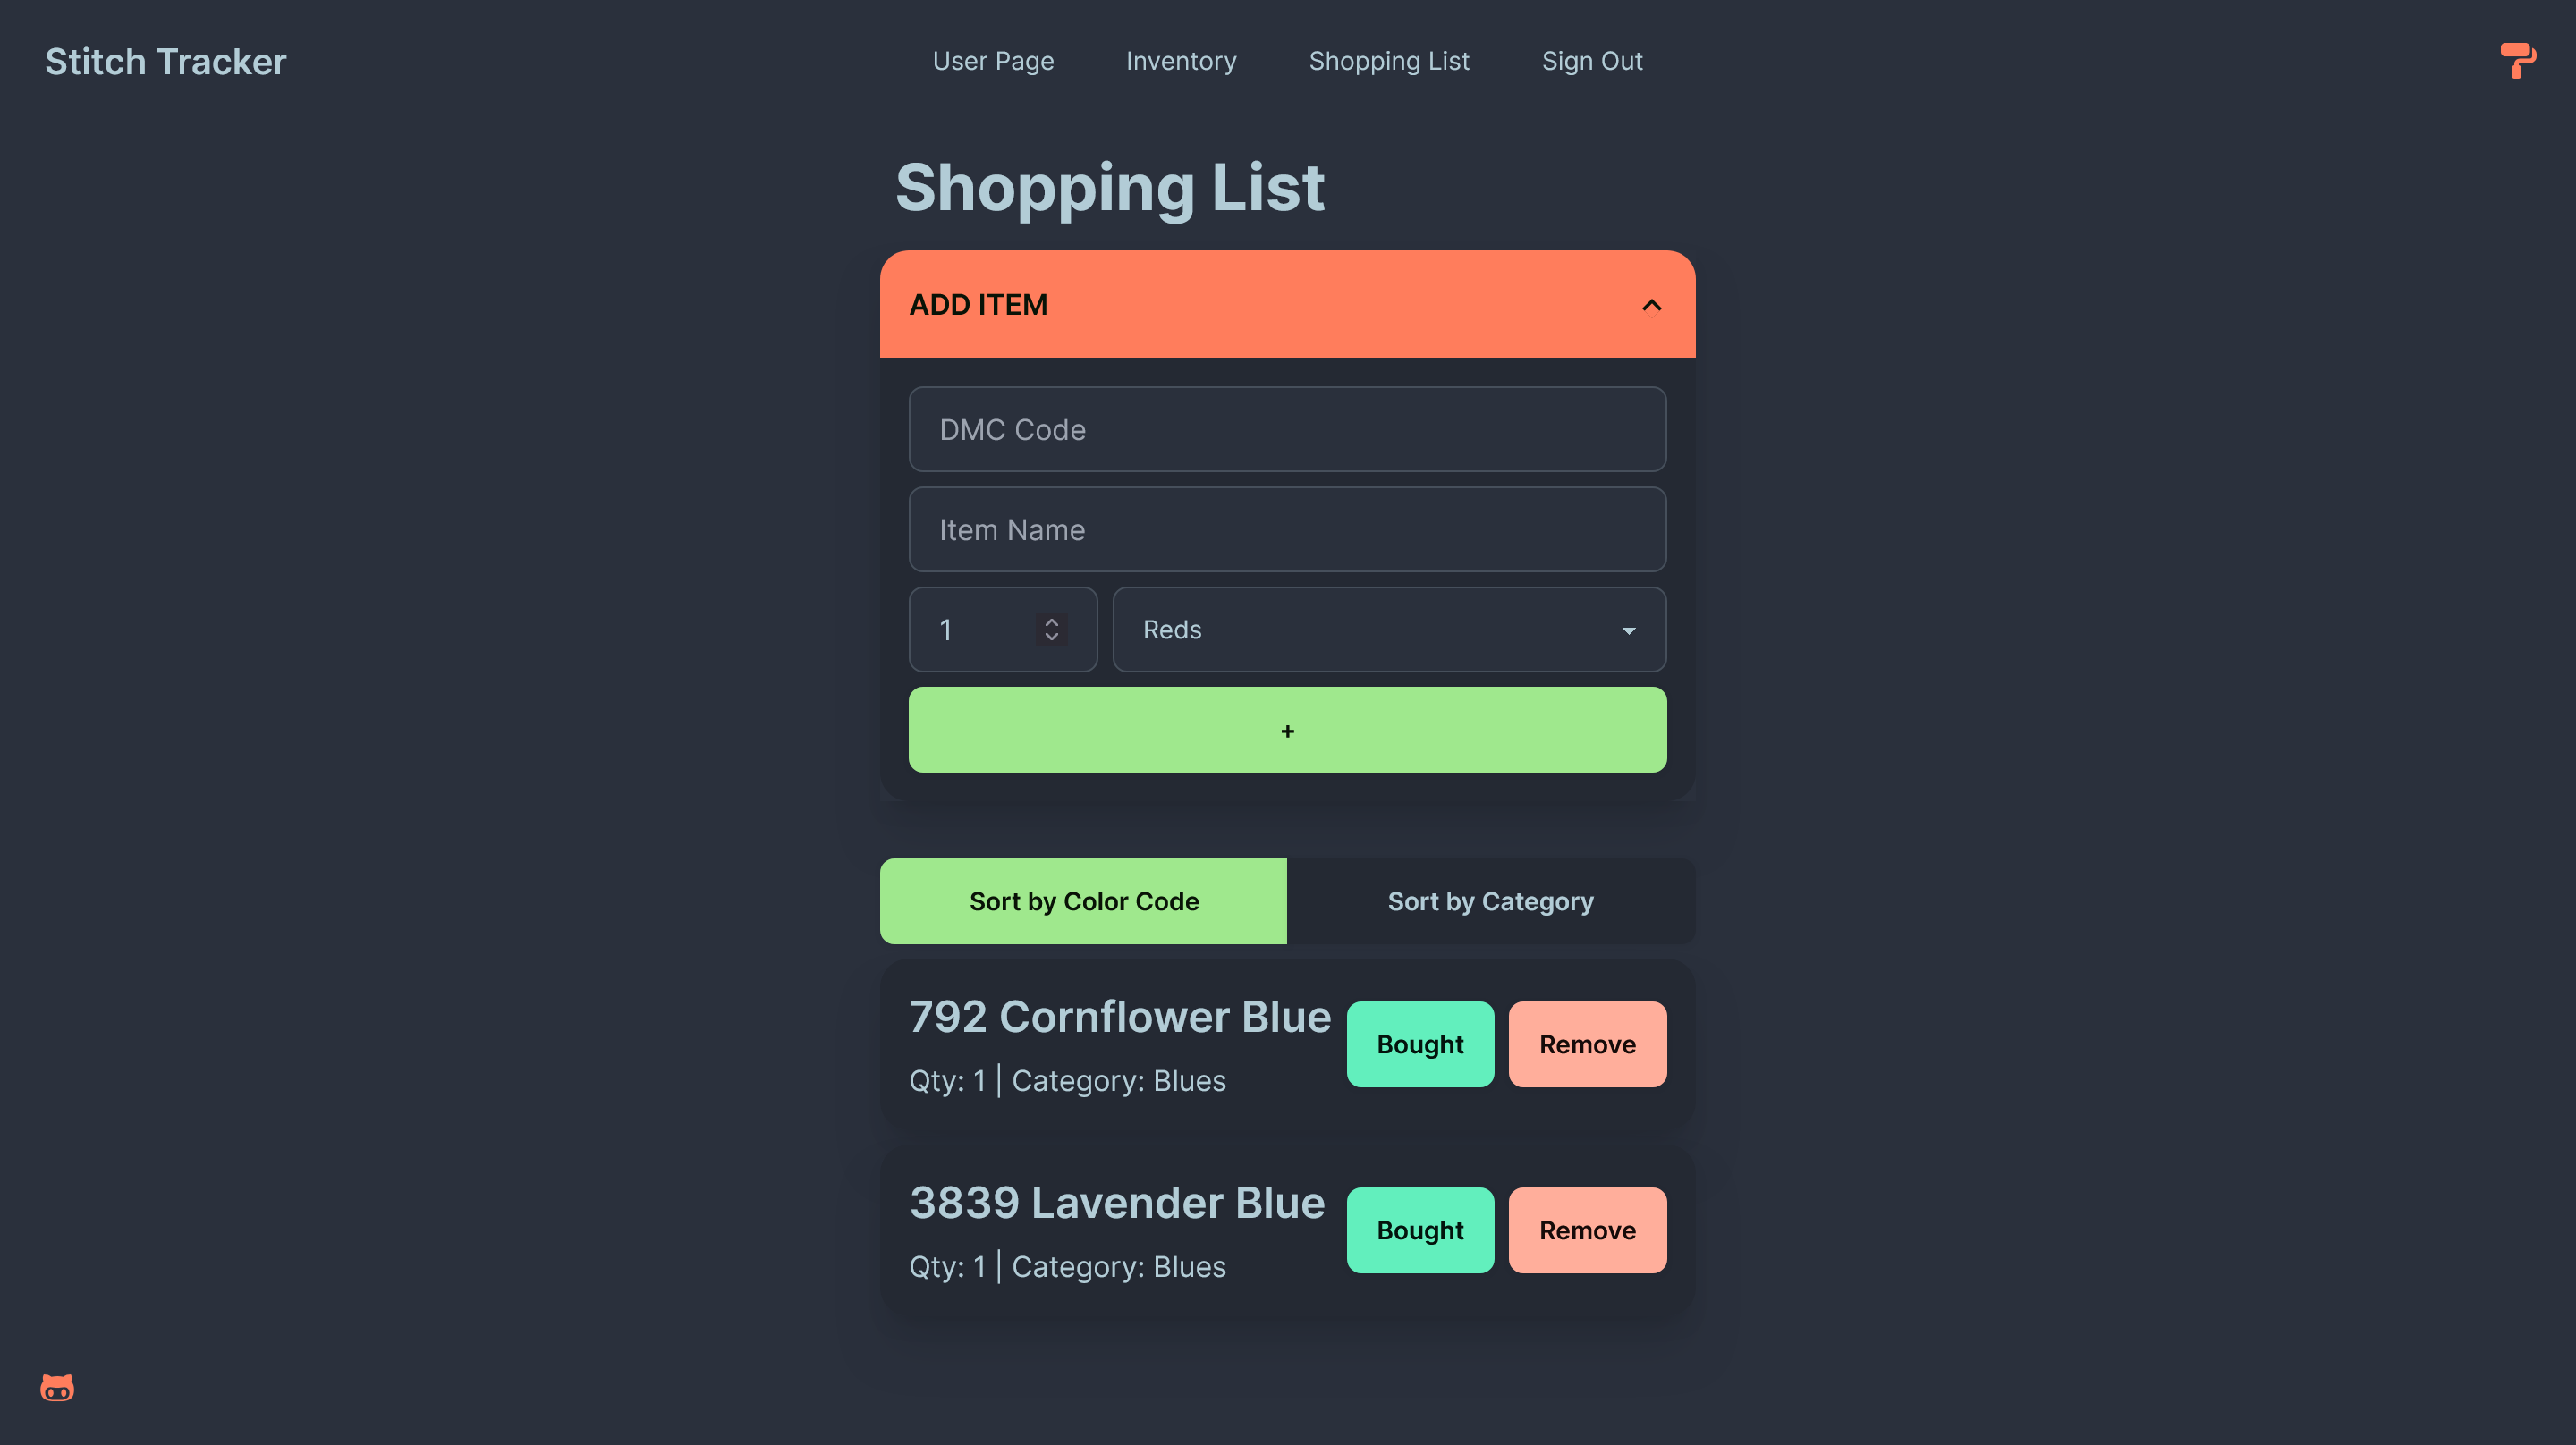 Stitch Tracker
User Page Inventory Shopping List Sign Out
Shopping List
ADD ITEM
DMC Code
Item Name
1 Reds
+
Sort by Color Code Sort by Category
792 Cornflower Blue
Qty: 1 | Category: Blues
Bought Remove
3839 Lavender Blue
Qty: 1 | Category: Blues
Bought Remove